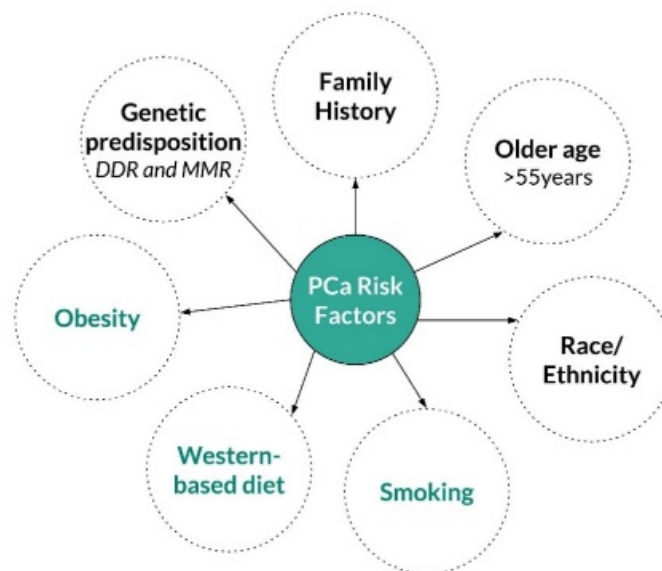 Family
History
Genetic
predisposition
DDR and MMR
Older age
>55years
PCa Risk
Factors
Obesity
Race/
Ethnicity
Western-
based diet
Smoking